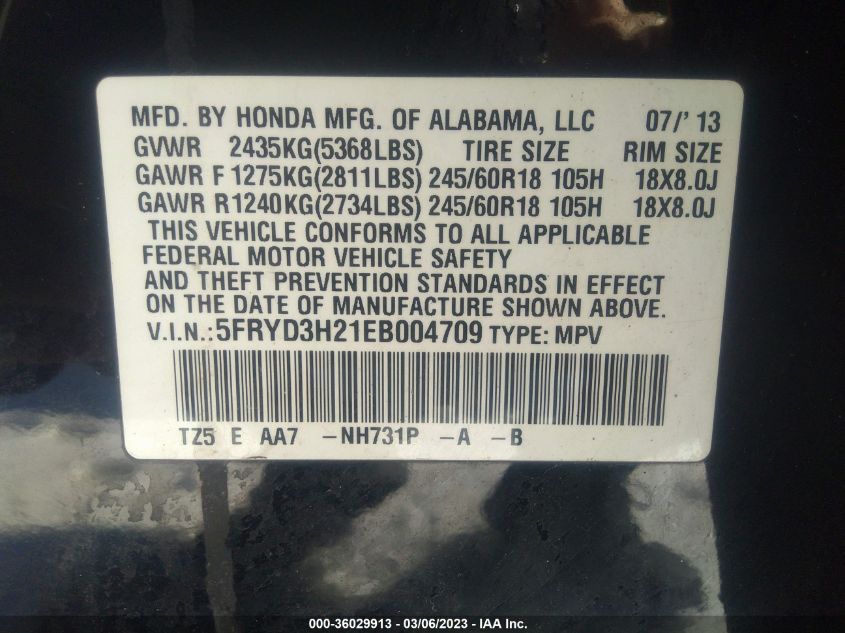 MFD. BY HONDA MFG. OF ALABAMA, LLC 07/' 13
GVWR 2435KG(5368LBS) TIRE SIZE RIM SIZE
GAWR F 1275KG(2811LBS) 245/60R18 105H 18X8.0J
GAWR R1240KG(2734LBS) 245/60R18 105H 18X8.0J
THIS VEHICLE CONFORMS TO ALL APPLICABLE
FEDERAL MOTOR VEHICLE SAFETY
AND THEFT PREVENTION STANDARDS IN EFFECT
ON THE DATE OF MANUFACTURE SHOWN ABOVE.
V.I.N.:5FRYD3H21EB004709 TYPE: MPV
TZ5 E AA7 -NH731P -A -B
000-36029913 - 03/06/2023 - IAA Inc.